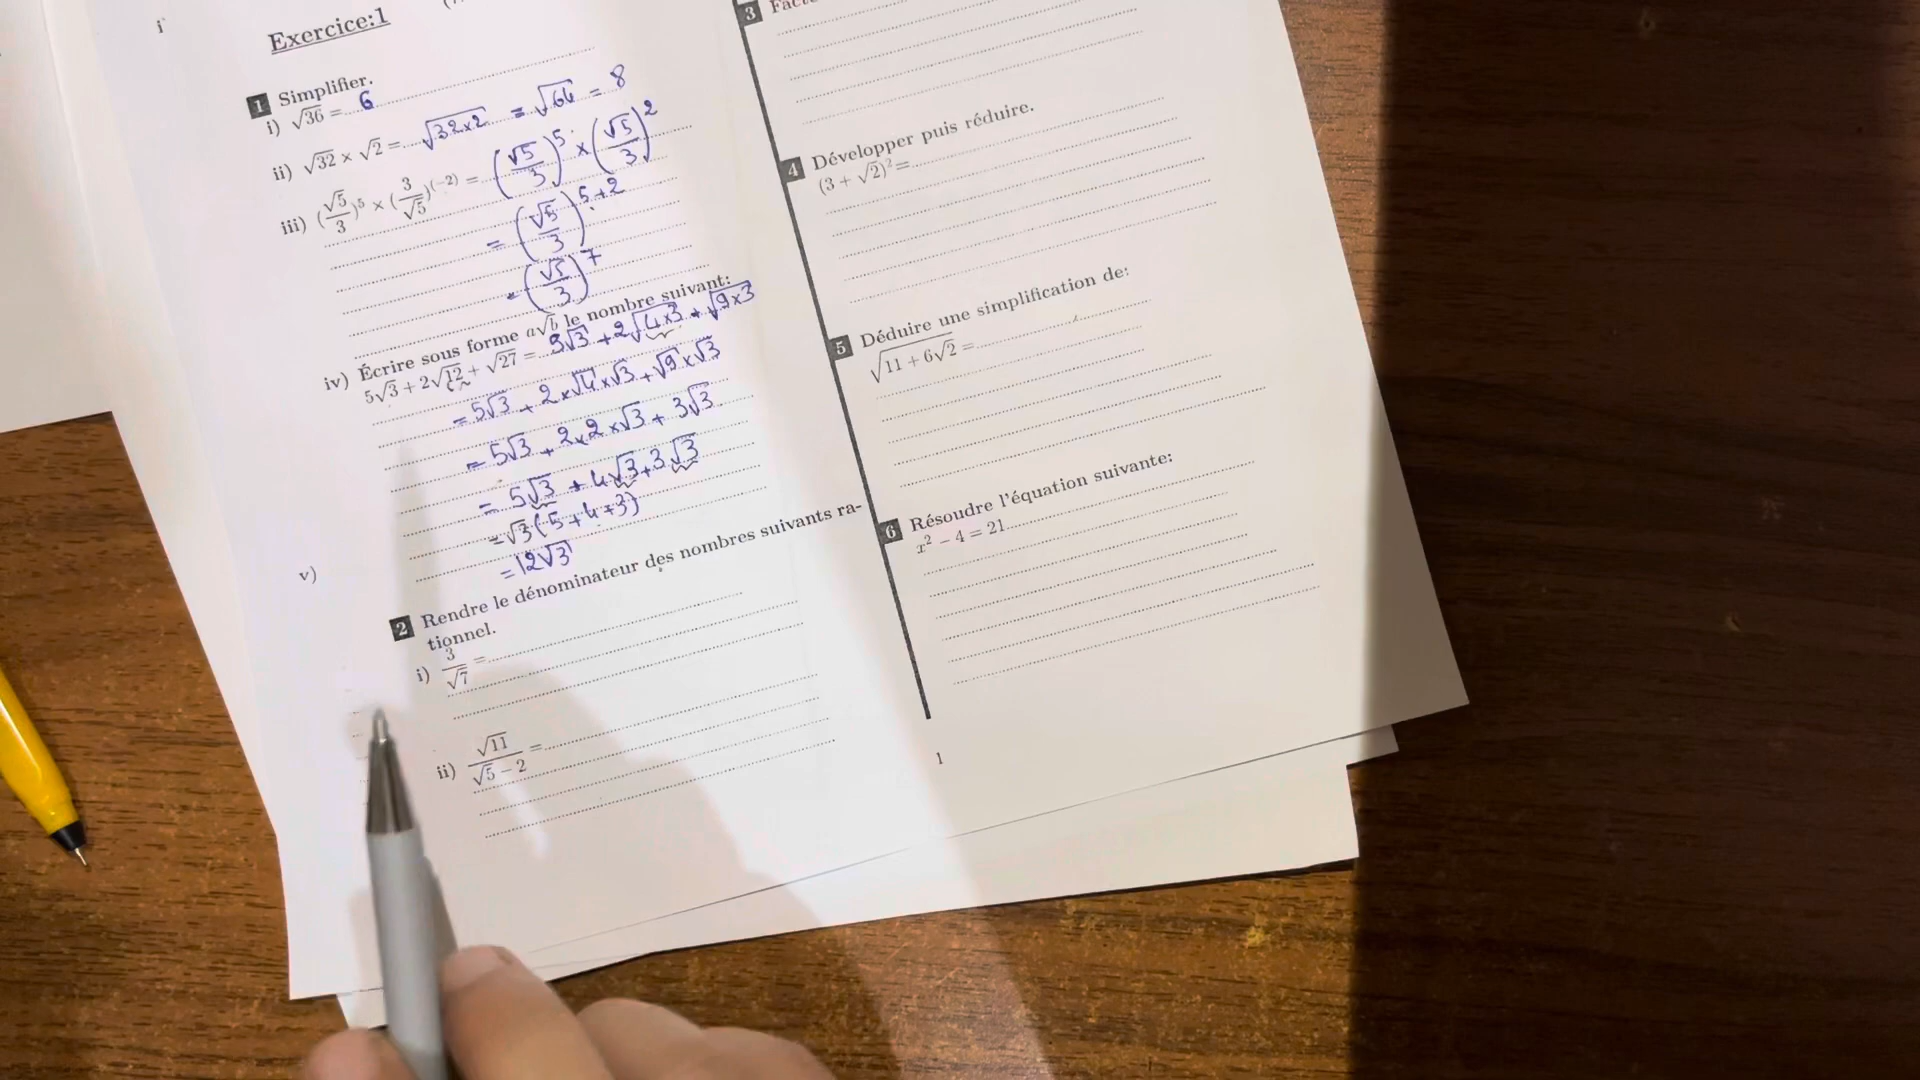 Exercice:1
1 Simplifier.
i) √36 = 6
ii) √32 × √2 = √32×2 = √64 = 8
iii) (√5/3)^5 × (3/√5)^(-2) = (√5/3)^5 × (√5/3)^2
= (√5/3)^5+2
= (√5/3)^7
iv) Écrire sous forme a√b le nombre suivant:
5√3 + 2√12 + √27 = 5√3 + 2√4×3 + √9×3
= 5√3 + 2×√4×√3 + √9×√3
= 5√3 + 2×2×√3 + 3√3
= 5√3 + 4√3 + 3√3
= √3(5+4+3)
= 12√3
v)
2 Rendre le dénominateur des nombres suivants ra-
tionnel.
i) 3/√7 =
ii) √11/(√5 − 2) =
3
4 Développer puis réduire.
(3 + √2)² =
5 Déduire une simplification de:
√(11 + 6√2) =
6 Résoudre l'équation suivante:
x² − 4 = 21
1